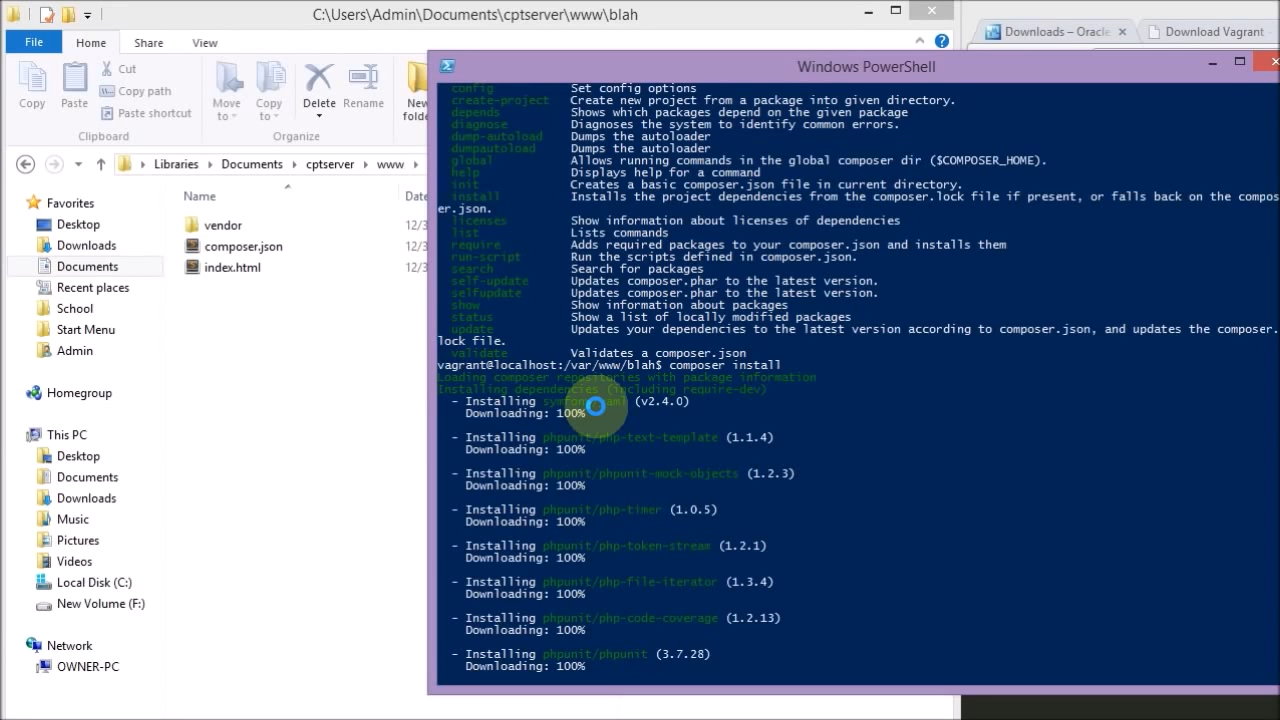 C:\Users\Admin\Documents\cptserver\www\blah
File
Home
Share
View
Copy
Paste
Cut
Copy path
Paste shortcut
Clipboard
Move to
Copy to
Delete
Rename
New folder
Organize
Libraries
Documents
cptserver
www
Name
Date
Favorites
Desktop
Downloads
Documents
Recent places
School
Start Menu
Admin
Homegroup
This PC
Desktop
Documents
Downloads
Music
Pictures
Videos
Local Disk (C:)
New Volume (F:)
Network
OWNER-PC
vendor
12/3
composer.json
12/3
index.html
12/3
Downloads – Oracle
Download Vagrant
Windows PowerShell
config Set config options
create-project Create new project from a package into given directory.
depends Shows which packages depend on the given package
diagnose Diagnoses the system to identify common errors.
dump-autoload Dumps the autoloader
dumpautoload Dumps the autoloader
global Allows running commands in the global composer dir ($COMPOSER_HOME).
help Displays help for a command
init Creates a basic composer.json file in current directory.
install Installs the project dependencies from the composer.lock file if present, or falls back on the compos
er.json.
licenses Show information about licenses of dependencies
list Lists commands
require Adds required packages to your composer.json and installs them
run-script Run the scripts defined in composer.json.
search Search for packages
self-update Updates composer.phar to the latest version.
selfupdate Updates composer.phar to the latest version.
show Show information about packages
status Show a list of locally modified packages
update Updates your dependencies to the latest version according to composer.json, and updates the composer.
lock file.
validate Validates a composer.json
vagrant@localhost:/var/www/blah$ composer install
Loading composer repositories with package information
Installing dependencies (including require-dev)
- Installing (v2.4.0)
Downloading: 100%
- Installing phpunit/php-text-template (1.1.4)
Downloading: 100%
- Installing phpunit/phpunit-mock-objects (1.2.3)
Downloading: 100%
- Installing phpunit/php-timer (1.0.5)
Downloading: 100%
- Installing phpunit/php-token-stream (1.2.1)
Downloading: 100%
- Installing phpunit/php-file-iterator (1.3.4)
Downloading: 100%
- Installing phpunit/php-code-coverage (1.2.13)
Downloading: 100%
- Installing phpunit/phpunit (3.7.28)
Downloading: 100%